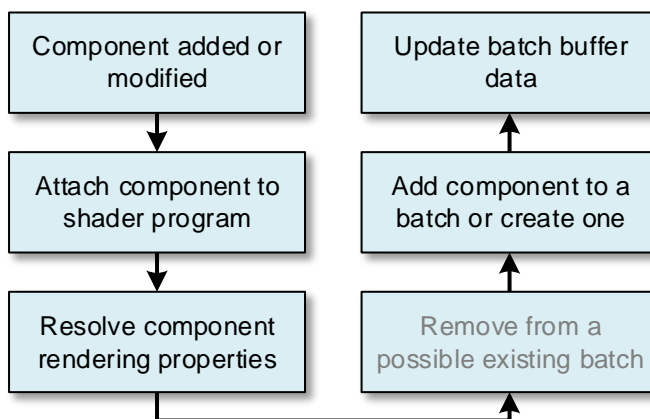 Component added or
modified
Attach component to
shader program
Resolve component
rendering properties
Remove from a
possible existing batch
Add component to a
batch or create one
Update batch buffer
data